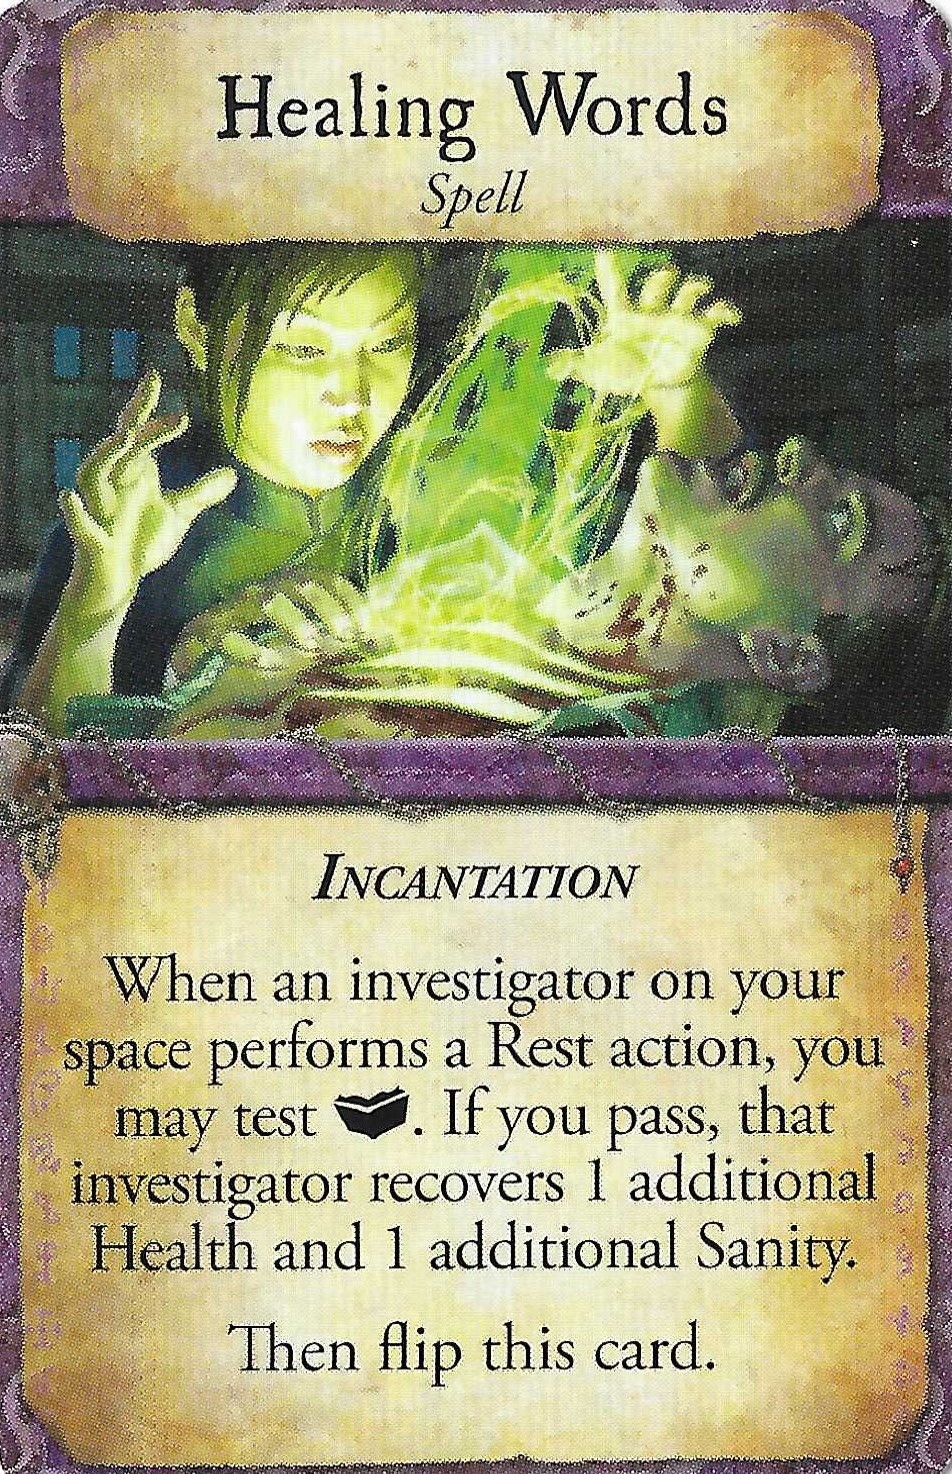 Healing Words
Spell
INCANTATION
When an investigator on your
space performs a Rest action, you
may test . If you pass, that
investigator recovers 1 additional
Health and 1 additional Sanity.
Then flip this card.